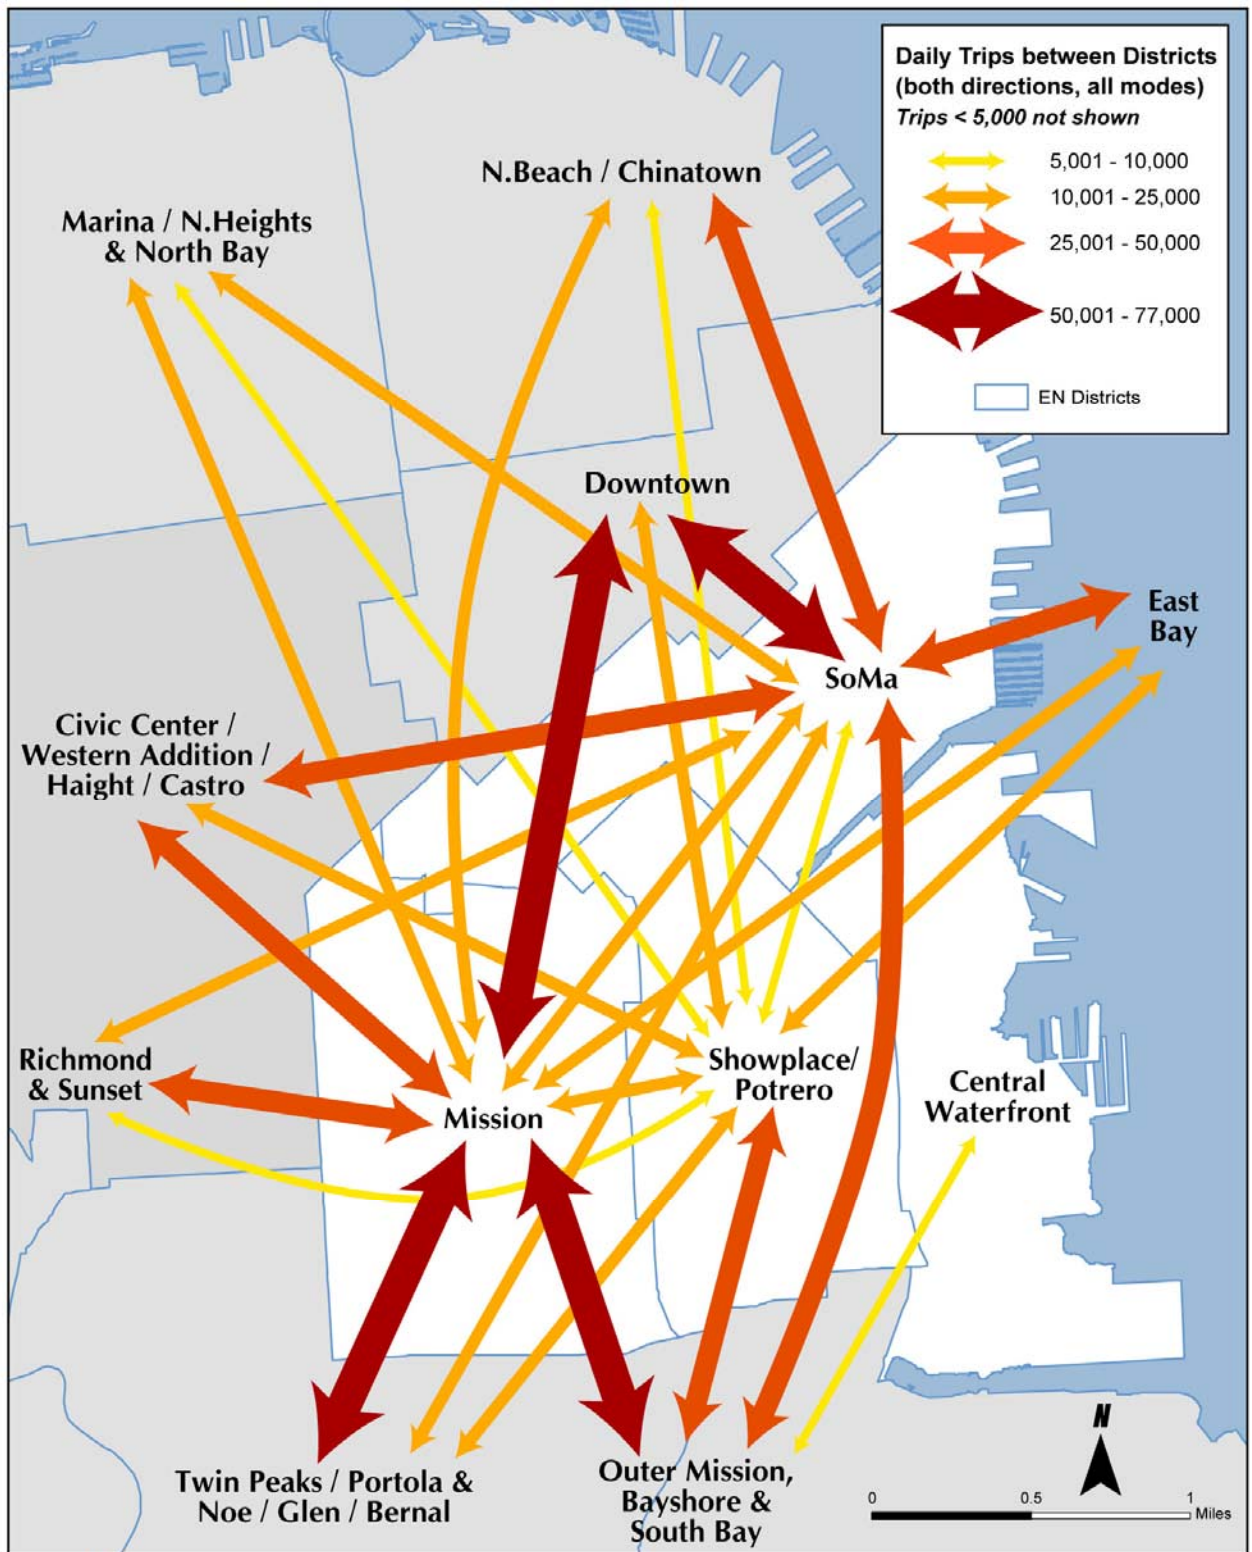 Daily Trips between Districts
(both directions, all modes)
Trips < 5,000 not shown
5,001 - 10,000
10,001 - 25,000
25,001 - 50,000
50,001 - 77,000
EN Districts
N.Beach / Chinatown
Marina / N.Heights
& North Bay
Downtown
East
Bay
SoMa
Civic Center /
Western Addition /
Haight / Castro
Richmond
& Sunset
Showplace/
Potrero
Central
Waterfront
Mission
Twin Peaks / Portola &
Noe / Glen / Bernal
Outer Mission,
Bayshore &
South Bay
N
0 0.5 1
Miles